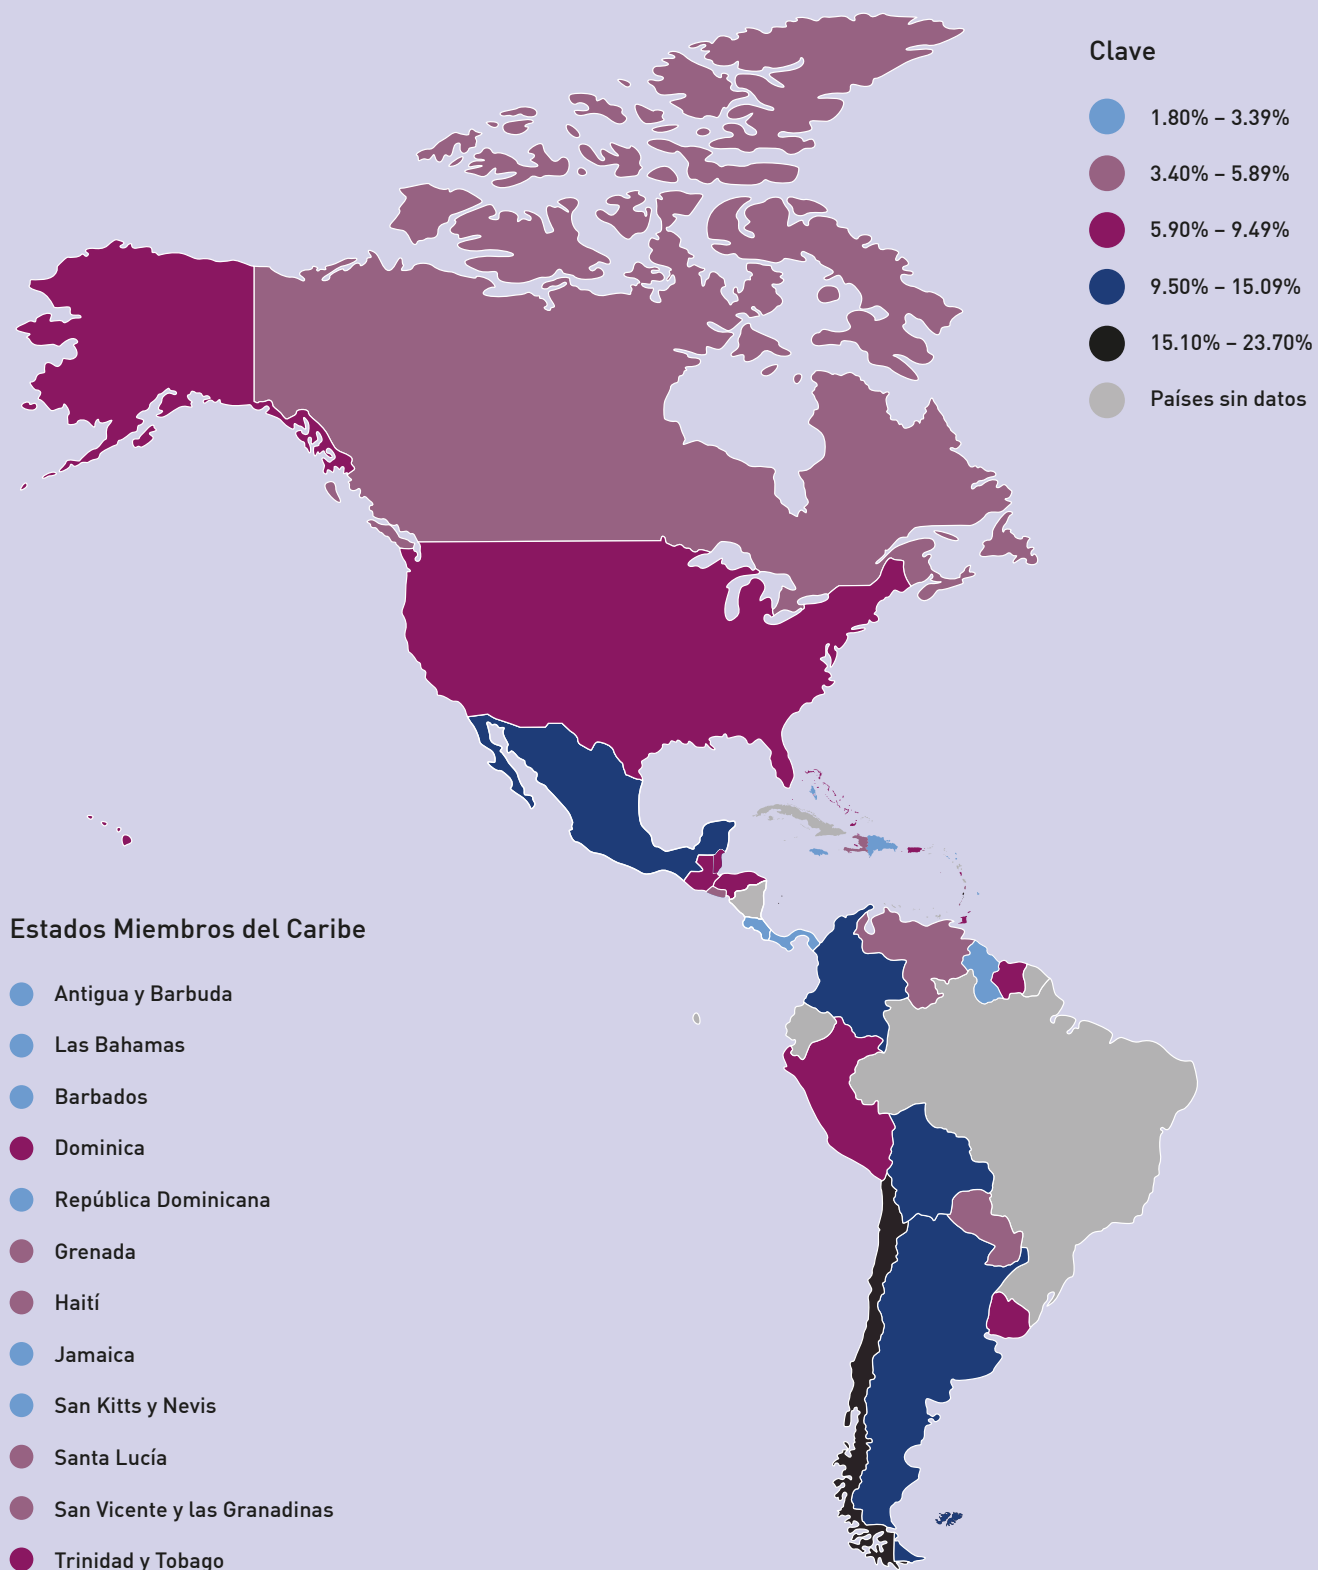 Clave
1.80% – 3.39%
3.40% – 5.89%
5.90% – 9.49%
9.50% – 15.09%
15.10% – 23.70%
Países sin datos
Estados Miembros del Caribe
Antigua y Barbuda
Las Bahamas
Barbados
Dominica
República Dominicana
Grenada
Haití
Jamaica
San Kitts y Nevis
Santa Lucía
San Vicente y las Granadinas
Trinidad y Tobago